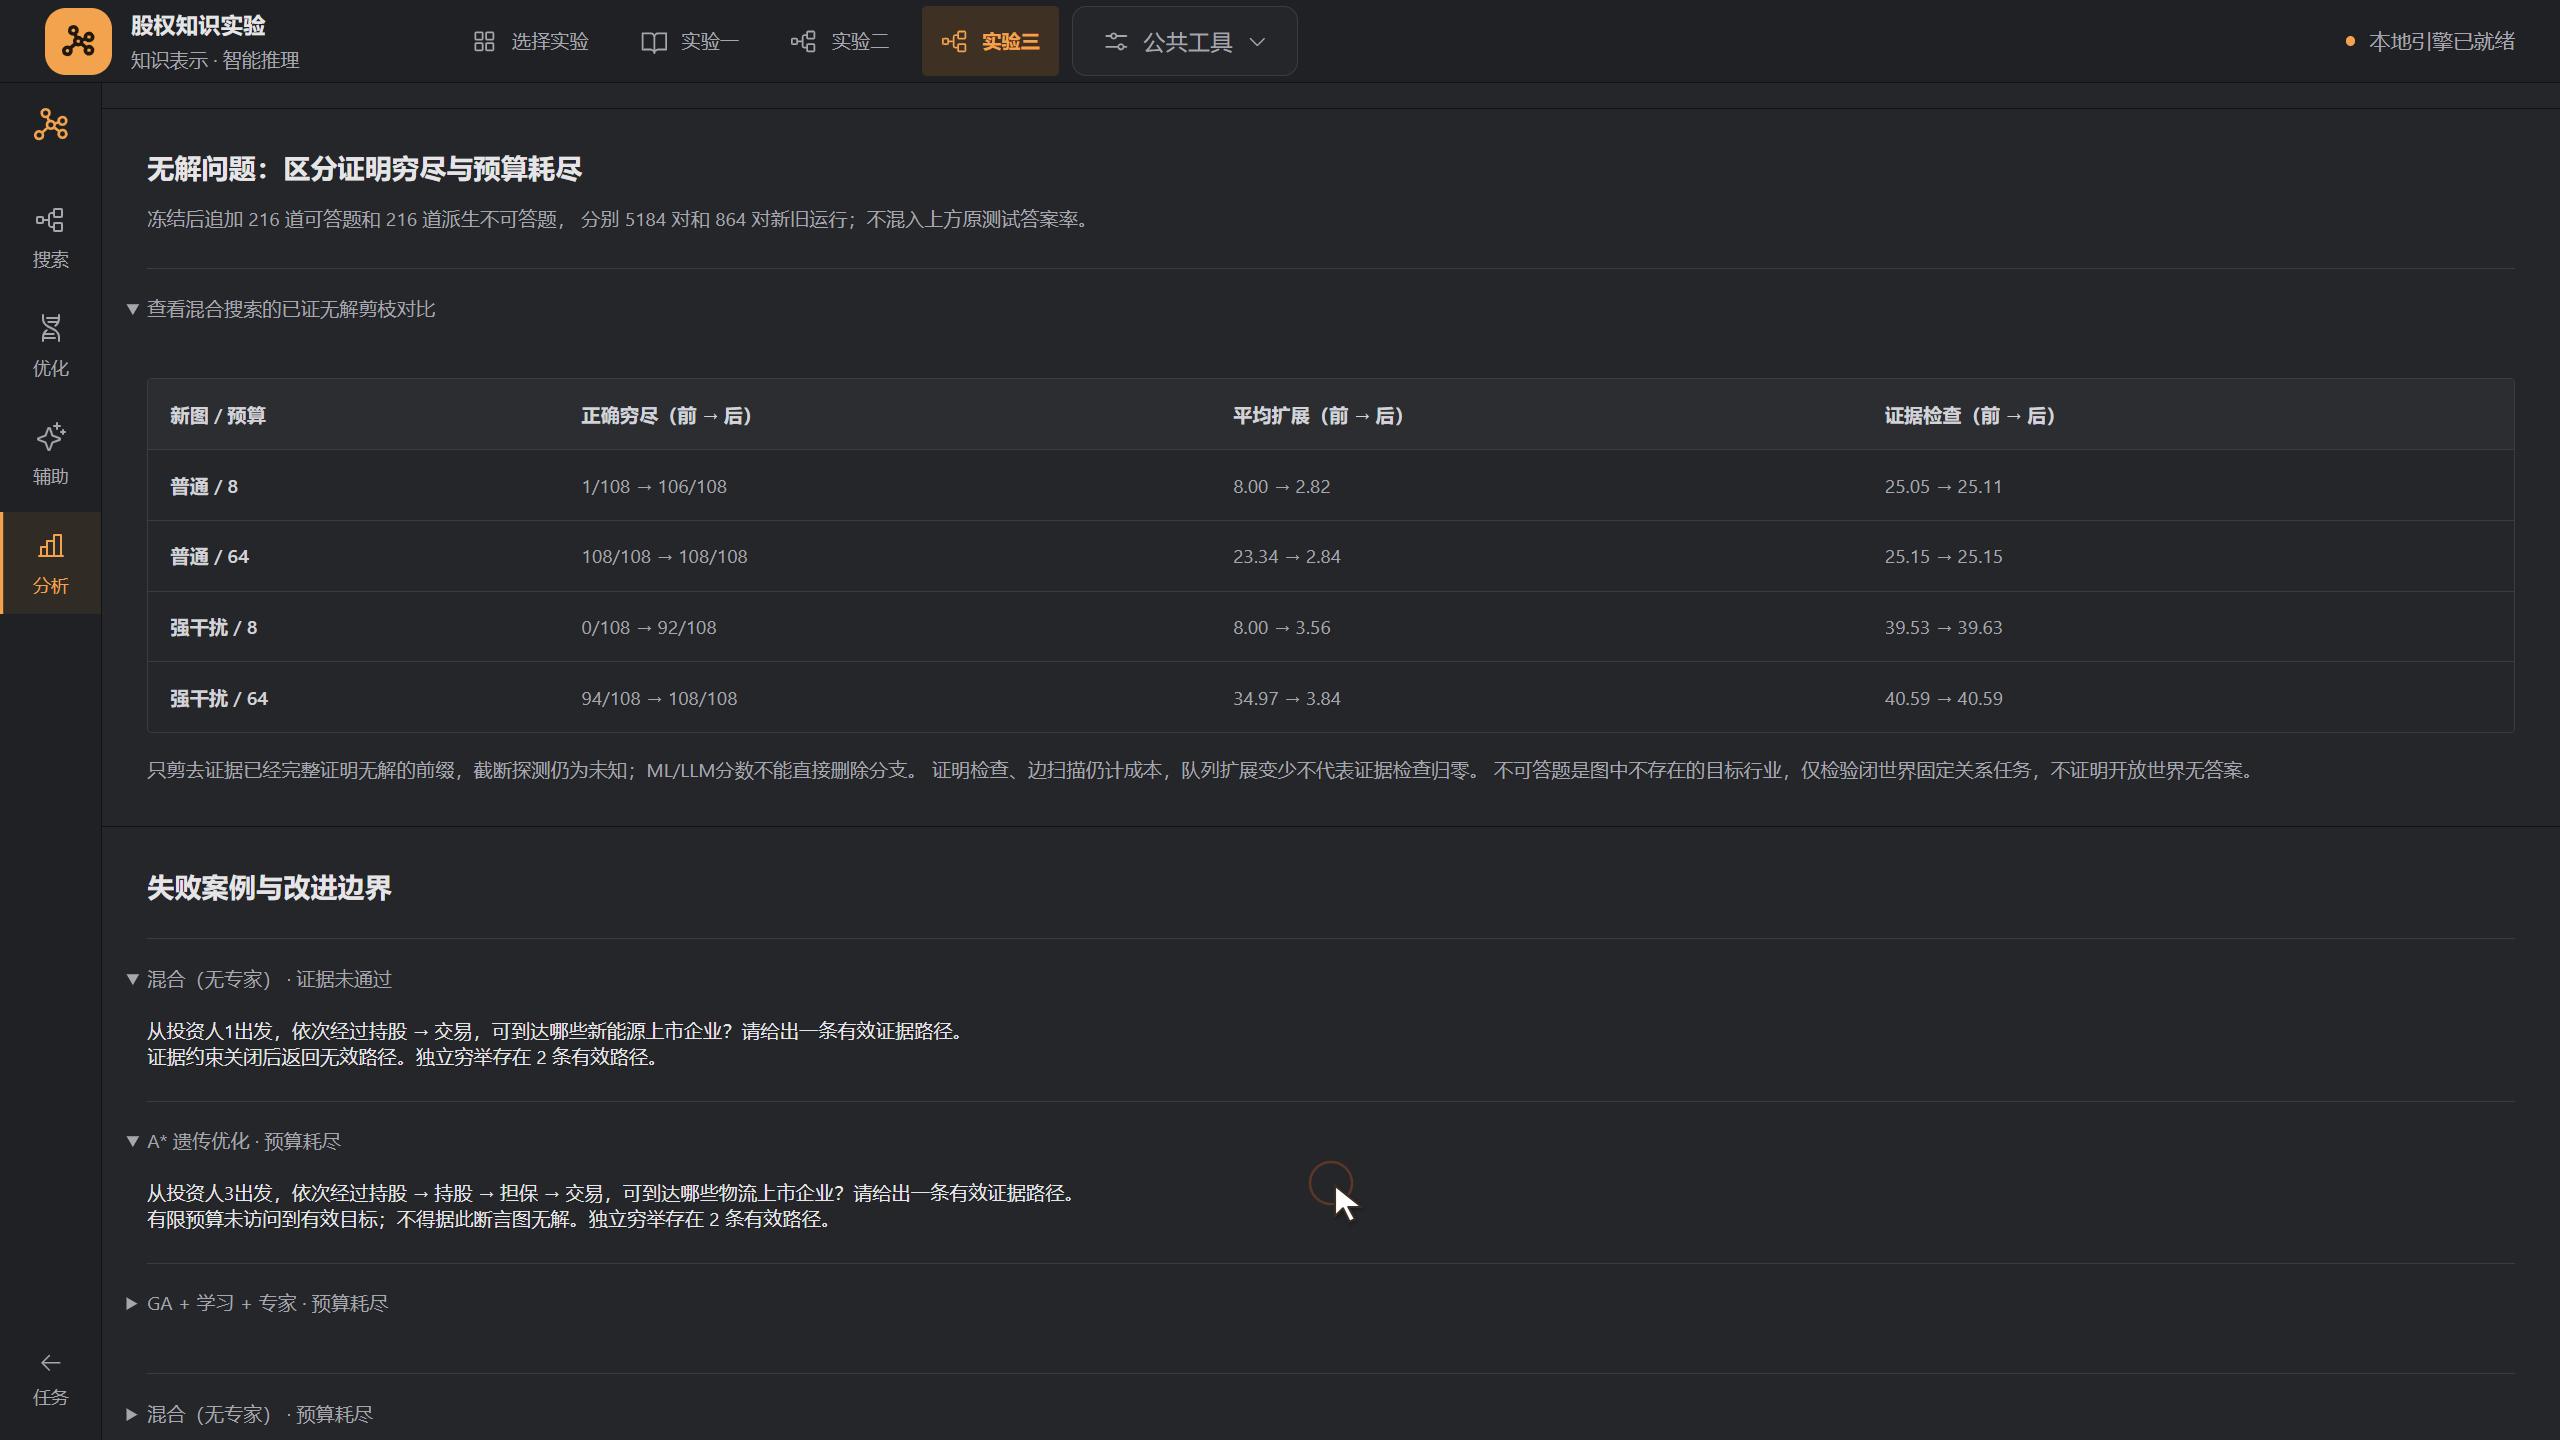 股权知识实验
知识表示 · 智能推理
选择实验
实验一
实验二
实验三
公共工具
本地引擎已就绪
搜索
优化
辅助
分析
任务
无解问题：区分证明穷尽与预算耗尽
冻结后追加 216 道可答题和 216 道派生不可答题， 分别 5184 对和 864 对新旧运行；不混入上方原测试答案率。
▼ 查看混合搜索的已证无解剪枝对比
新图 / 预算 正确穷尽（前 → 后） 平均扩展（前 → 后） 证据检查（前 → 后）
普通 / 8 1/108 → 106/108 8.00 → 2.82 25.05 → 25.11
普通 / 64 108/108 → 108/108 23.34 → 2.84 25.15 → 25.15
强干扰 / 8 0/108 → 92/108 8.00 → 3.56 39.53 → 39.63
强干扰 / 64 94/108 → 108/108 34.97 → 3.84 40.59 → 40.59
只剪去证据已经完整证明无解的前缀，截断探测仍为未知；ML/LLM分数不能直接删除分支。 证明检查、边扫描仍计成本，队列扩展变少不代表证据检查归零。 不可答题是图中不存在的目标行业，仅检验闭世界固定关系任务，不证明开放世界无答案。
失败案例与改进边界
▼ 混合（无专家） · 证据未通过
从投资人1出发，依次经过持股 → 交易，可到达哪些新能源上市企业？请给出一条有效证据路径。
证据约束关闭后返回无效路径。独立穷举存在 2 条有效路径。
▼ A* 遗传优化 · 预算耗尽
从投资人3出发，依次经过持股 → 持股 → 担保 → 交易，可到达哪些物流上市企业？请给出一条有效证据路径。
有限预算未访问到有效目标；不得据此断言图无解。独立穷举存在 2 条有效路径。
▶ GA + 学习 + 专家 · 预算耗尽
▶ 混合（无专家） · 预算耗尽